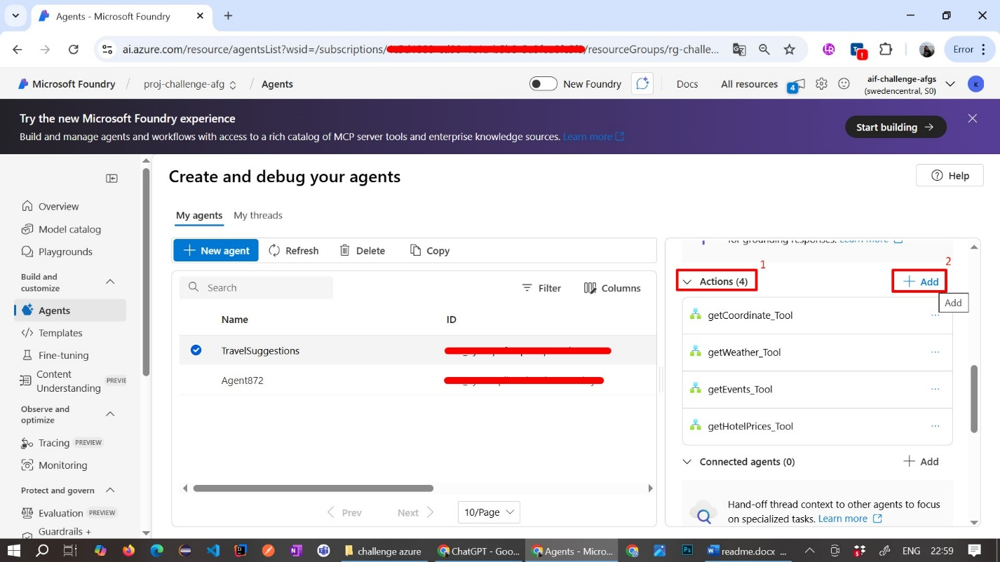 Agents - Microsoft Foundry
ai.azure.com/resource/agentsList?wsid=/subscriptions/
/resourceGroups/rg-challe...
Error
Microsoft Foundry / proj-challenge-afg / Agents
New Foundry
Docs
All resources
4
aif-challenge-afgs
(swedencentral, S0)
K
Try the new Microsoft Foundry experience
Build and manage agents and workflows with access to a rich catalog of MCP server tools and enterprise knowledge sources. Learn more
Start building
Create and debug your agents
Help
Overview
Model catalog
Playgrounds
Build and
customize
Agents
Templates
Fine-tuning
Content
Understanding
PREVIE
Observe and
optimize
Tracing PREVIEW
Monitoring
Protect and govern
Evaluation PREVIEW
Guardrails +
My agents
My threads
New agent
Refresh
Delete
Copy
Search
Filter
Columns
Name
ID
TravelSuggestions
Agent872
Prev
Next
10/Page
for grounding responses. Learn more
Actions (4)
1
2
Add
Add
getCoordinate_Tool
getWeather_Tool
getEvents_Tool
getHotelPrices_Tool
Connected agents (0)
Add
Hand-off thread context to other agents to focus
on specialized tasks. Learn more
challenge azure
ChatGPT - Goo...
Agents - Micro...
readme.docx ...
ENG
22:59